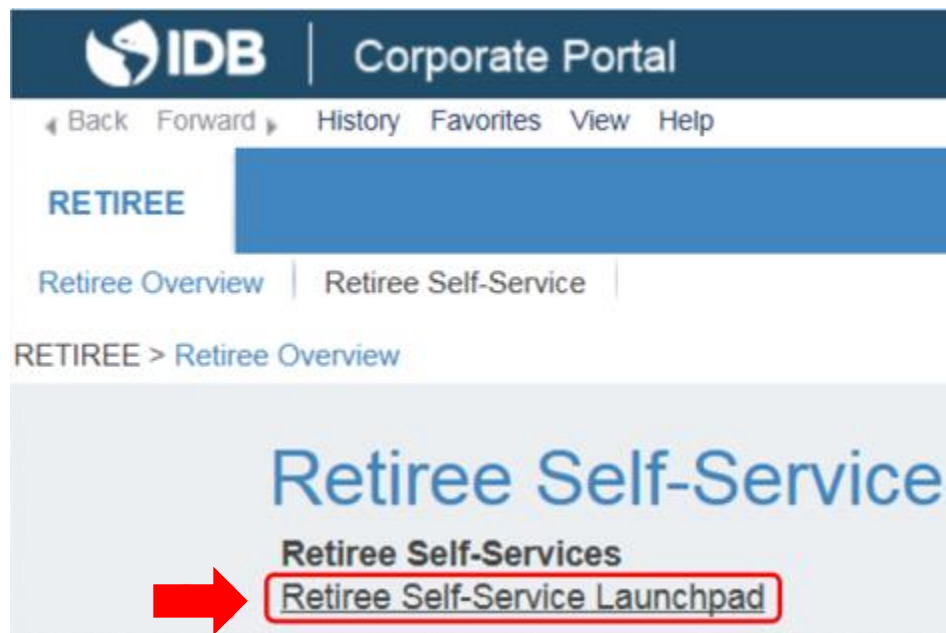 IDB Corporate Portal
Back Forward History Favorites View Help
RETIREE
Retiree Overview Retiree Self-Service
RETIREE > Retiree Overview
Retiree Self-Service
Retiree Self-Services
Retiree Self-Service Launchpad